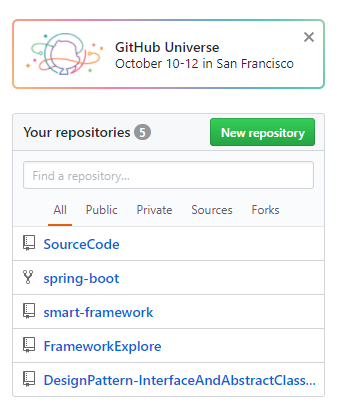 GitHub Universe
October 10-12 in San Francisco
Your repositories 5 New repository
Find a repository...
All Public Private Sources Forks
SourceCode
spring-boot
smart-framework
FrameworkExplore
DesignPattern-InterfaceAndAbstractClass...